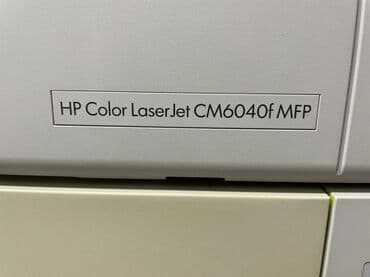 HP Color LaserJet CM6040f MFP